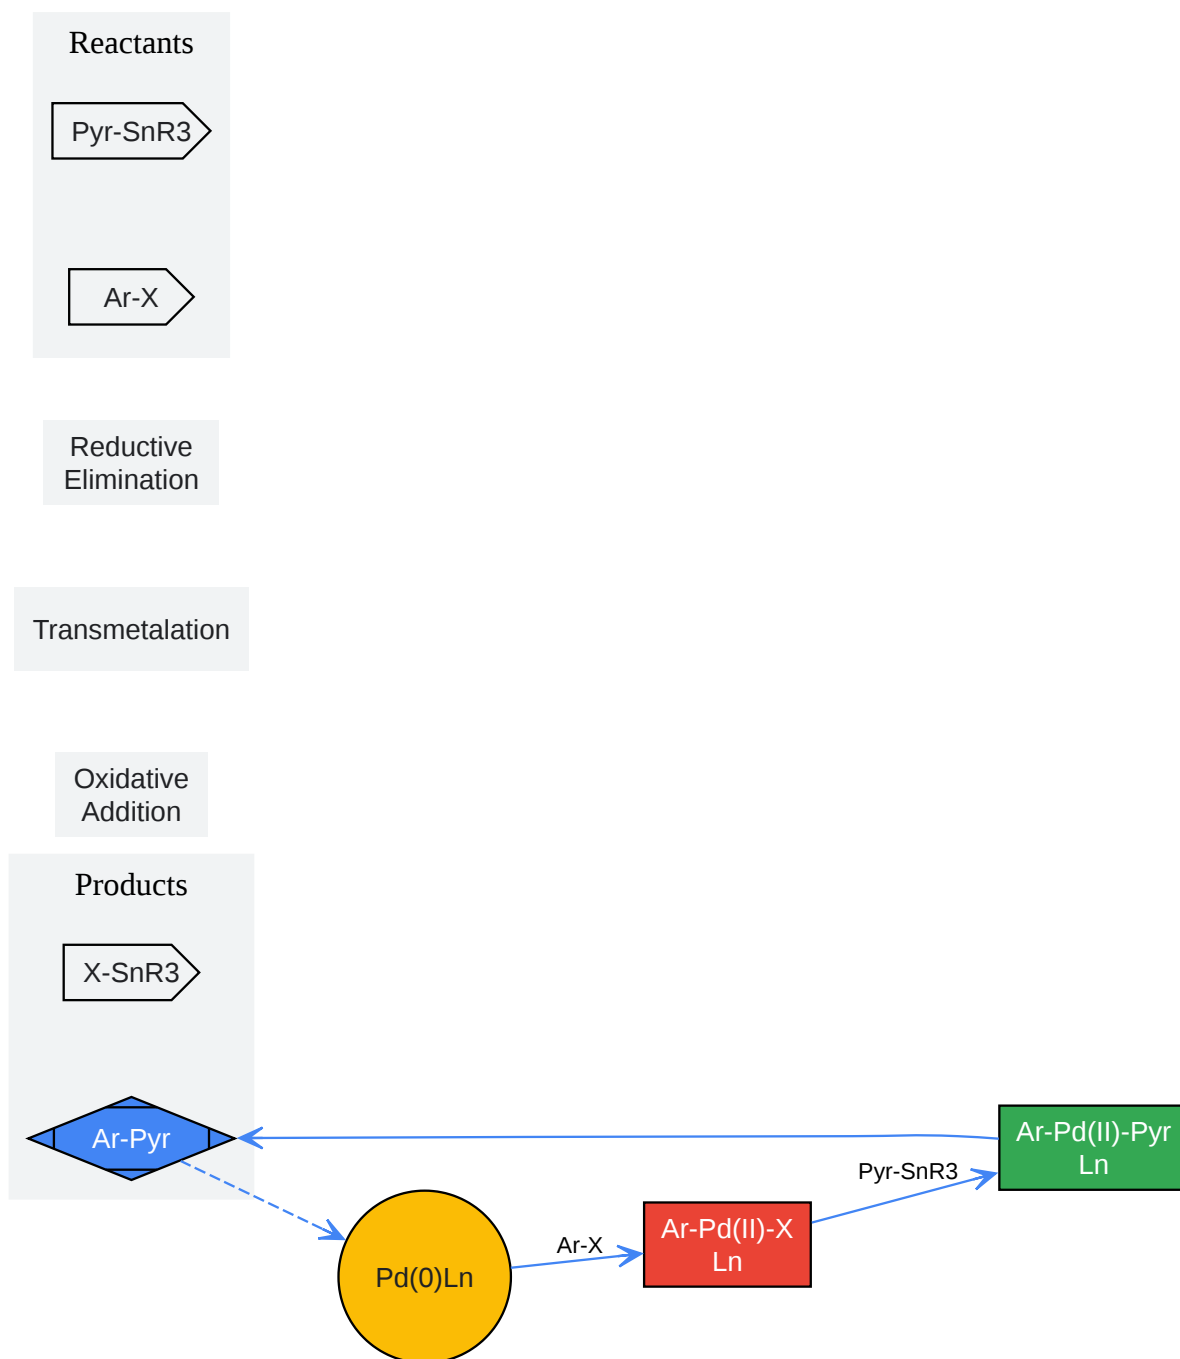 Reactants
Pyr-SnR3
Ar-X
Reductive
Elimination
Transmetalation
Oxidative
Addition
Products
X-SnR3
Ar-Pyr
Ar-Pd(II)-Pyr
Ln
Pyr-SnR3
Ar-Pd(II)-X
Ln
Ar-X
Pd(0)Ln